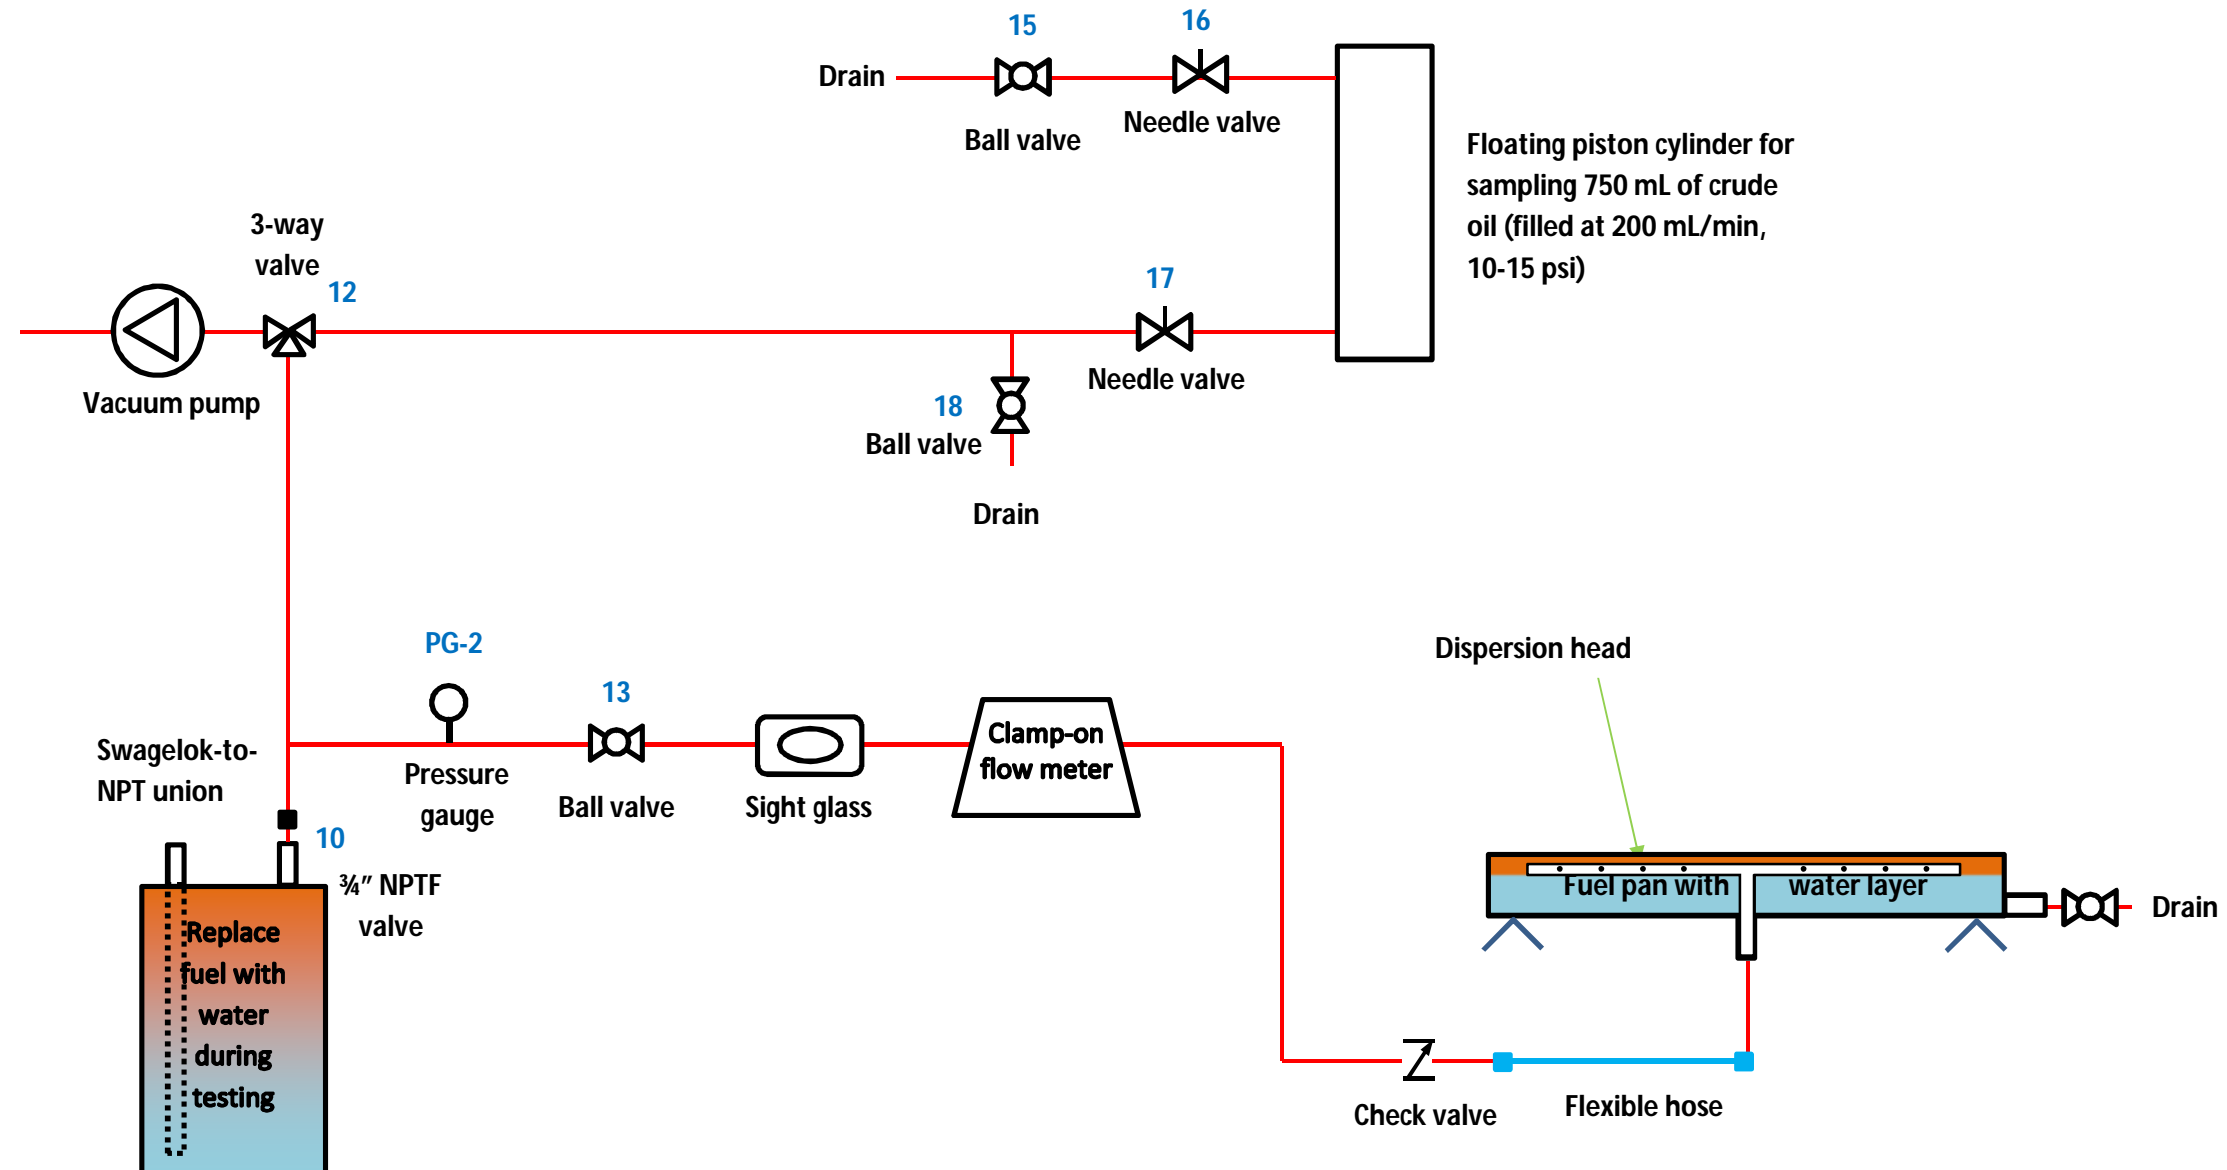 15
16
Drain
Ball valve
Needle valve
Floating piston cylinder for
sampling 750 mL of crude
oil (filled at 200 mL/min,
10-15 psi)
3-way
valve
12
17
Vacuum pump
Needle valve
18
Ball valve
Drain
PG-2
13
Dispersion head
Swagelok-to-
NPT union
Pressure
gauge
Ball valve
Sight glass
Clamp-on
flow meter
10
¾” NPTF
valve
Replace
fuel with
water
during
testing
Fuel pan with water layer
Drain
Check valve
Flexible hose